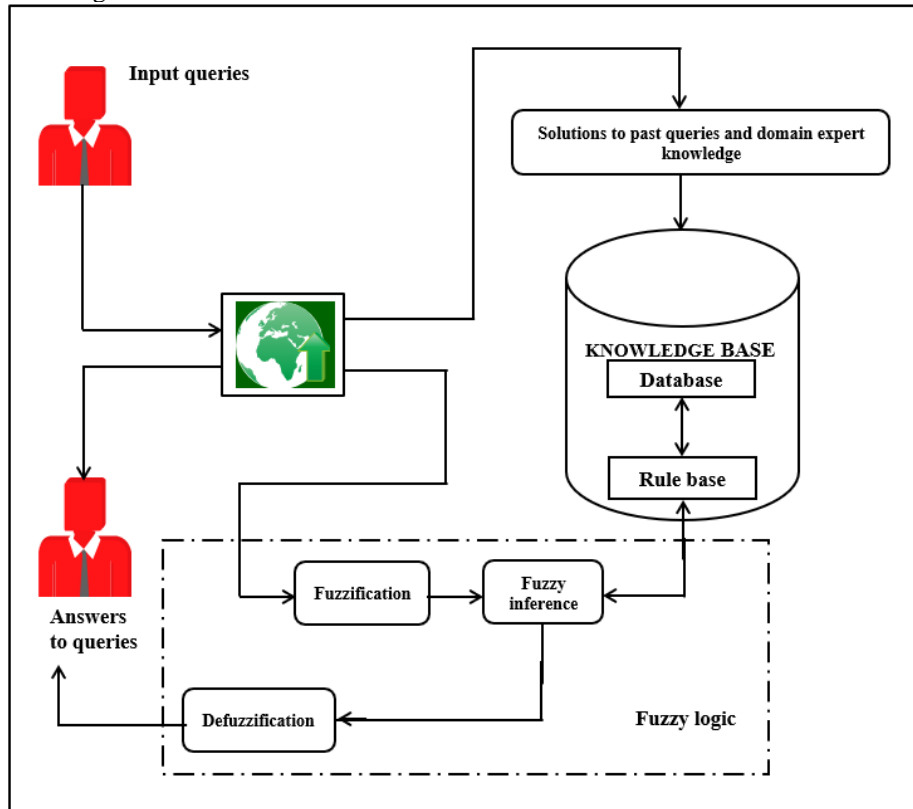 Input queries
Solutions to past queries and domain expert
knowledge
KNOWLEDGE BASE
Database
Rule base
Fuzzification
Fuzzy
inference
Answers
to queries
Defuzzification
Fuzzy logic